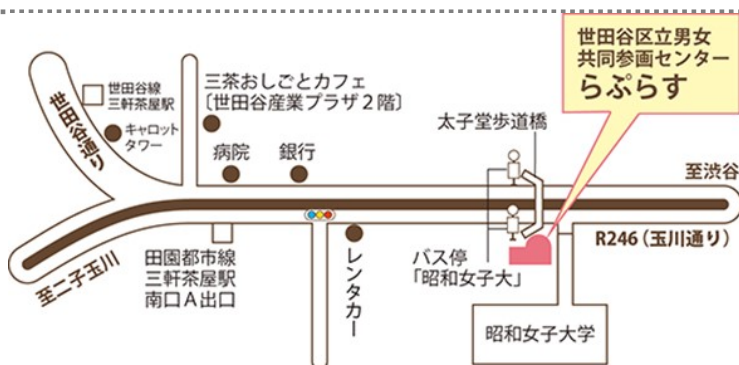 世田谷区立男女
共同参画センター
らぷらす
世田谷線
三軒茶屋駅
世田谷通り
キャロット
タワー
三茶おしごとカフェ
〔世田谷産業プラザ2階〕
病院
銀行
太子堂歩道橋
至渋谷
R246（玉川通り）
至二子玉川
田園都市線
三軒茶屋駅
南口A出口
レンタカー
バス停
「昭和女子大」
昭和女子大学